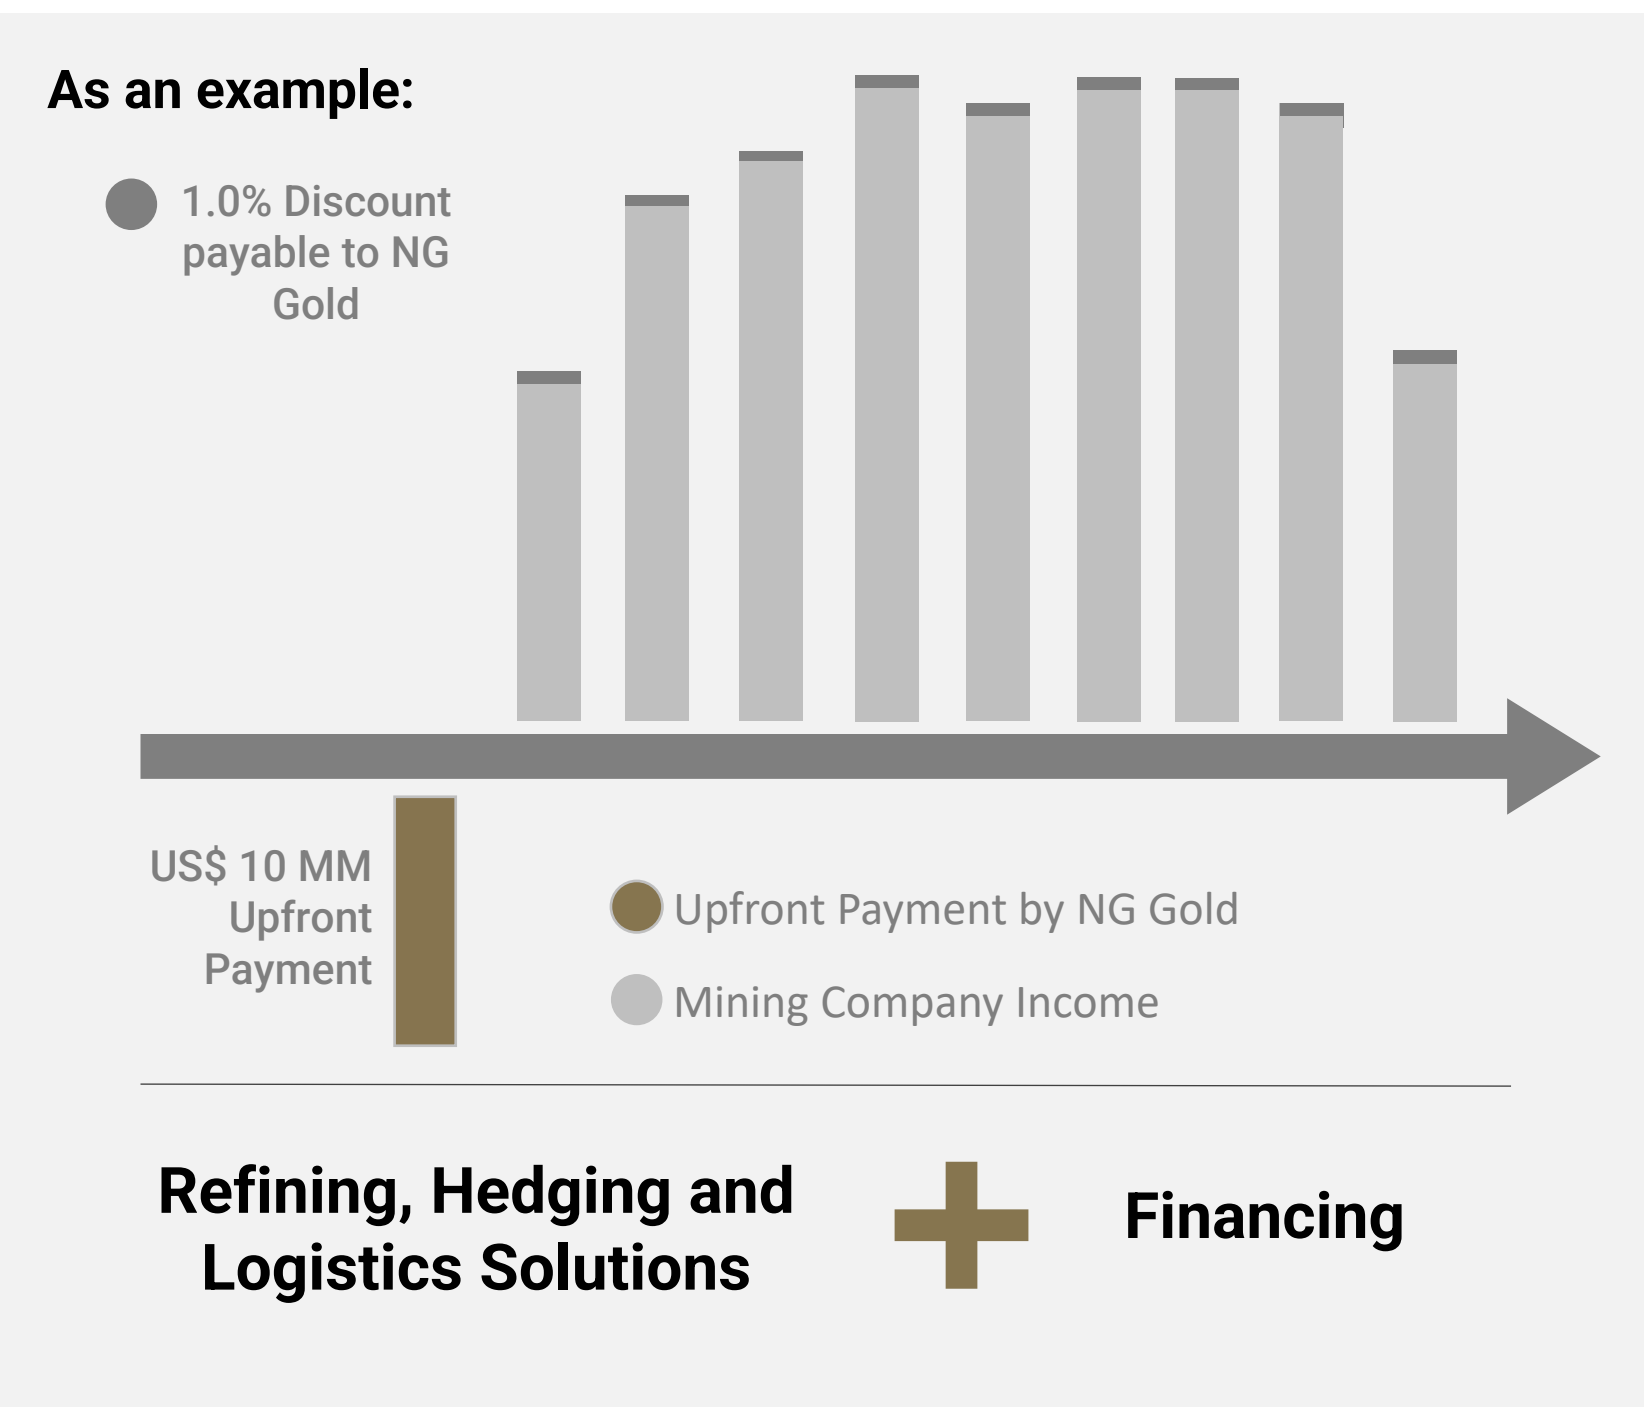 As an example:
1.0% Discount
payable to NG
Gold
US$ 10 MM
Upfront
Payment
Upfront Payment by NG Gold
Mining Company Income
Refining, Hedging and
Logistics Solutions
Financing